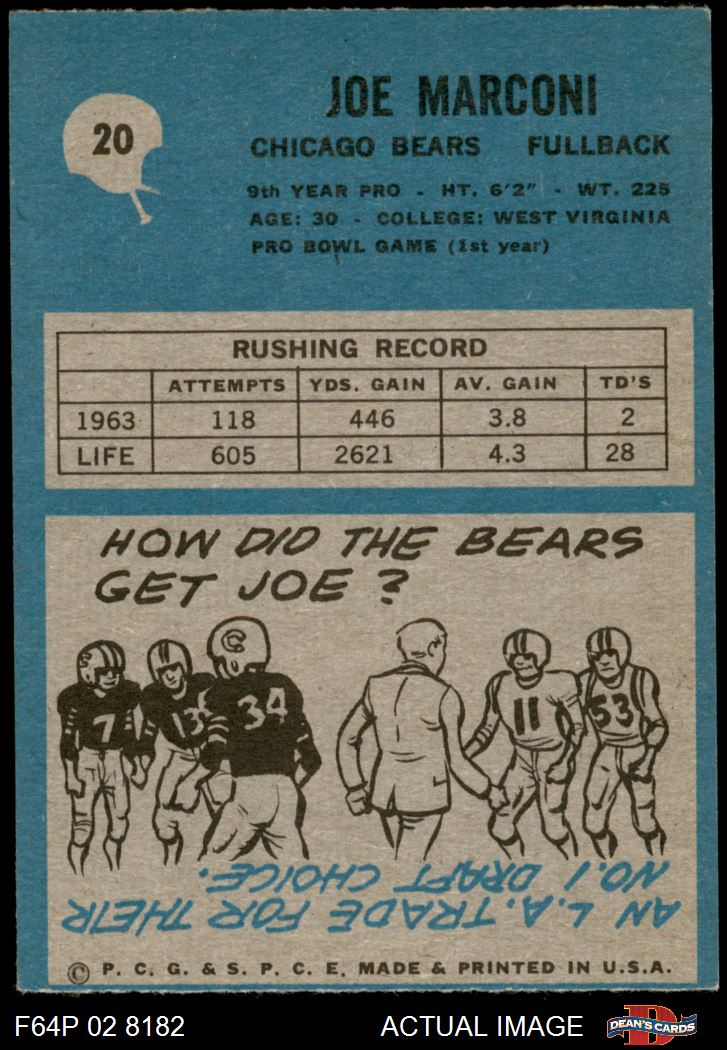 20
JOE MARCONI
CHICAGO BEARS FULLBACK
9th YEAR PRO - HT. 6'2" - WT. 225
AGE: 30 - COLLEGE: WEST VIRGINIA
PRO BOWL GAME (1st year)
RUSHING RECORD
ATTEMPTS YDS. GAIN AV. GAIN TD'S
1963 118 446 3.8 2
LIFE 605 2621 4.3 28
HOW DID THE BEARS
GET JOE?
C
7 13 34 11 53
AN L.A. TRADE FOR THEIR
NO. 1 DRAFT CHOICE.
© P. C. G. & S. P. C. E. MADE & PRINTED IN U.S.A.
F64P 02 8182 ACTUAL IMAGE D DEAN'S CARDS